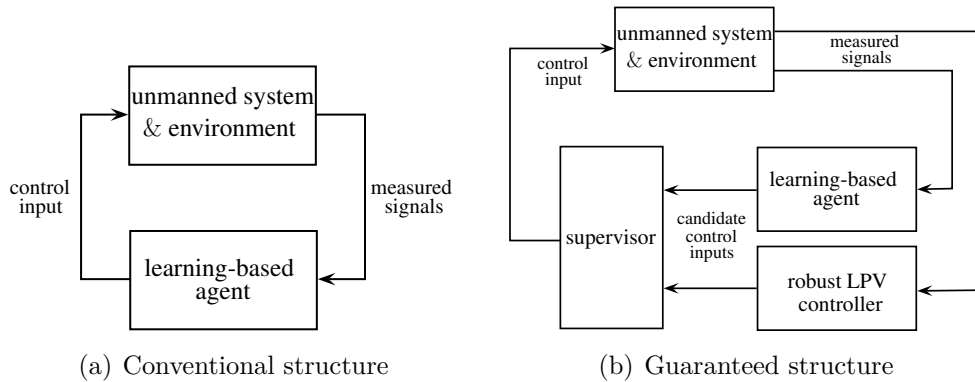 unmanned system
& environment
control
input
measured
signals
learning-based
agent
(a) Conventional structure
unmanned system
& environment
control
input
measured
signals
learning-based
agent
supervisor
candidate
control
inputs
robust LPV
controller
(b) Guaranteed structure